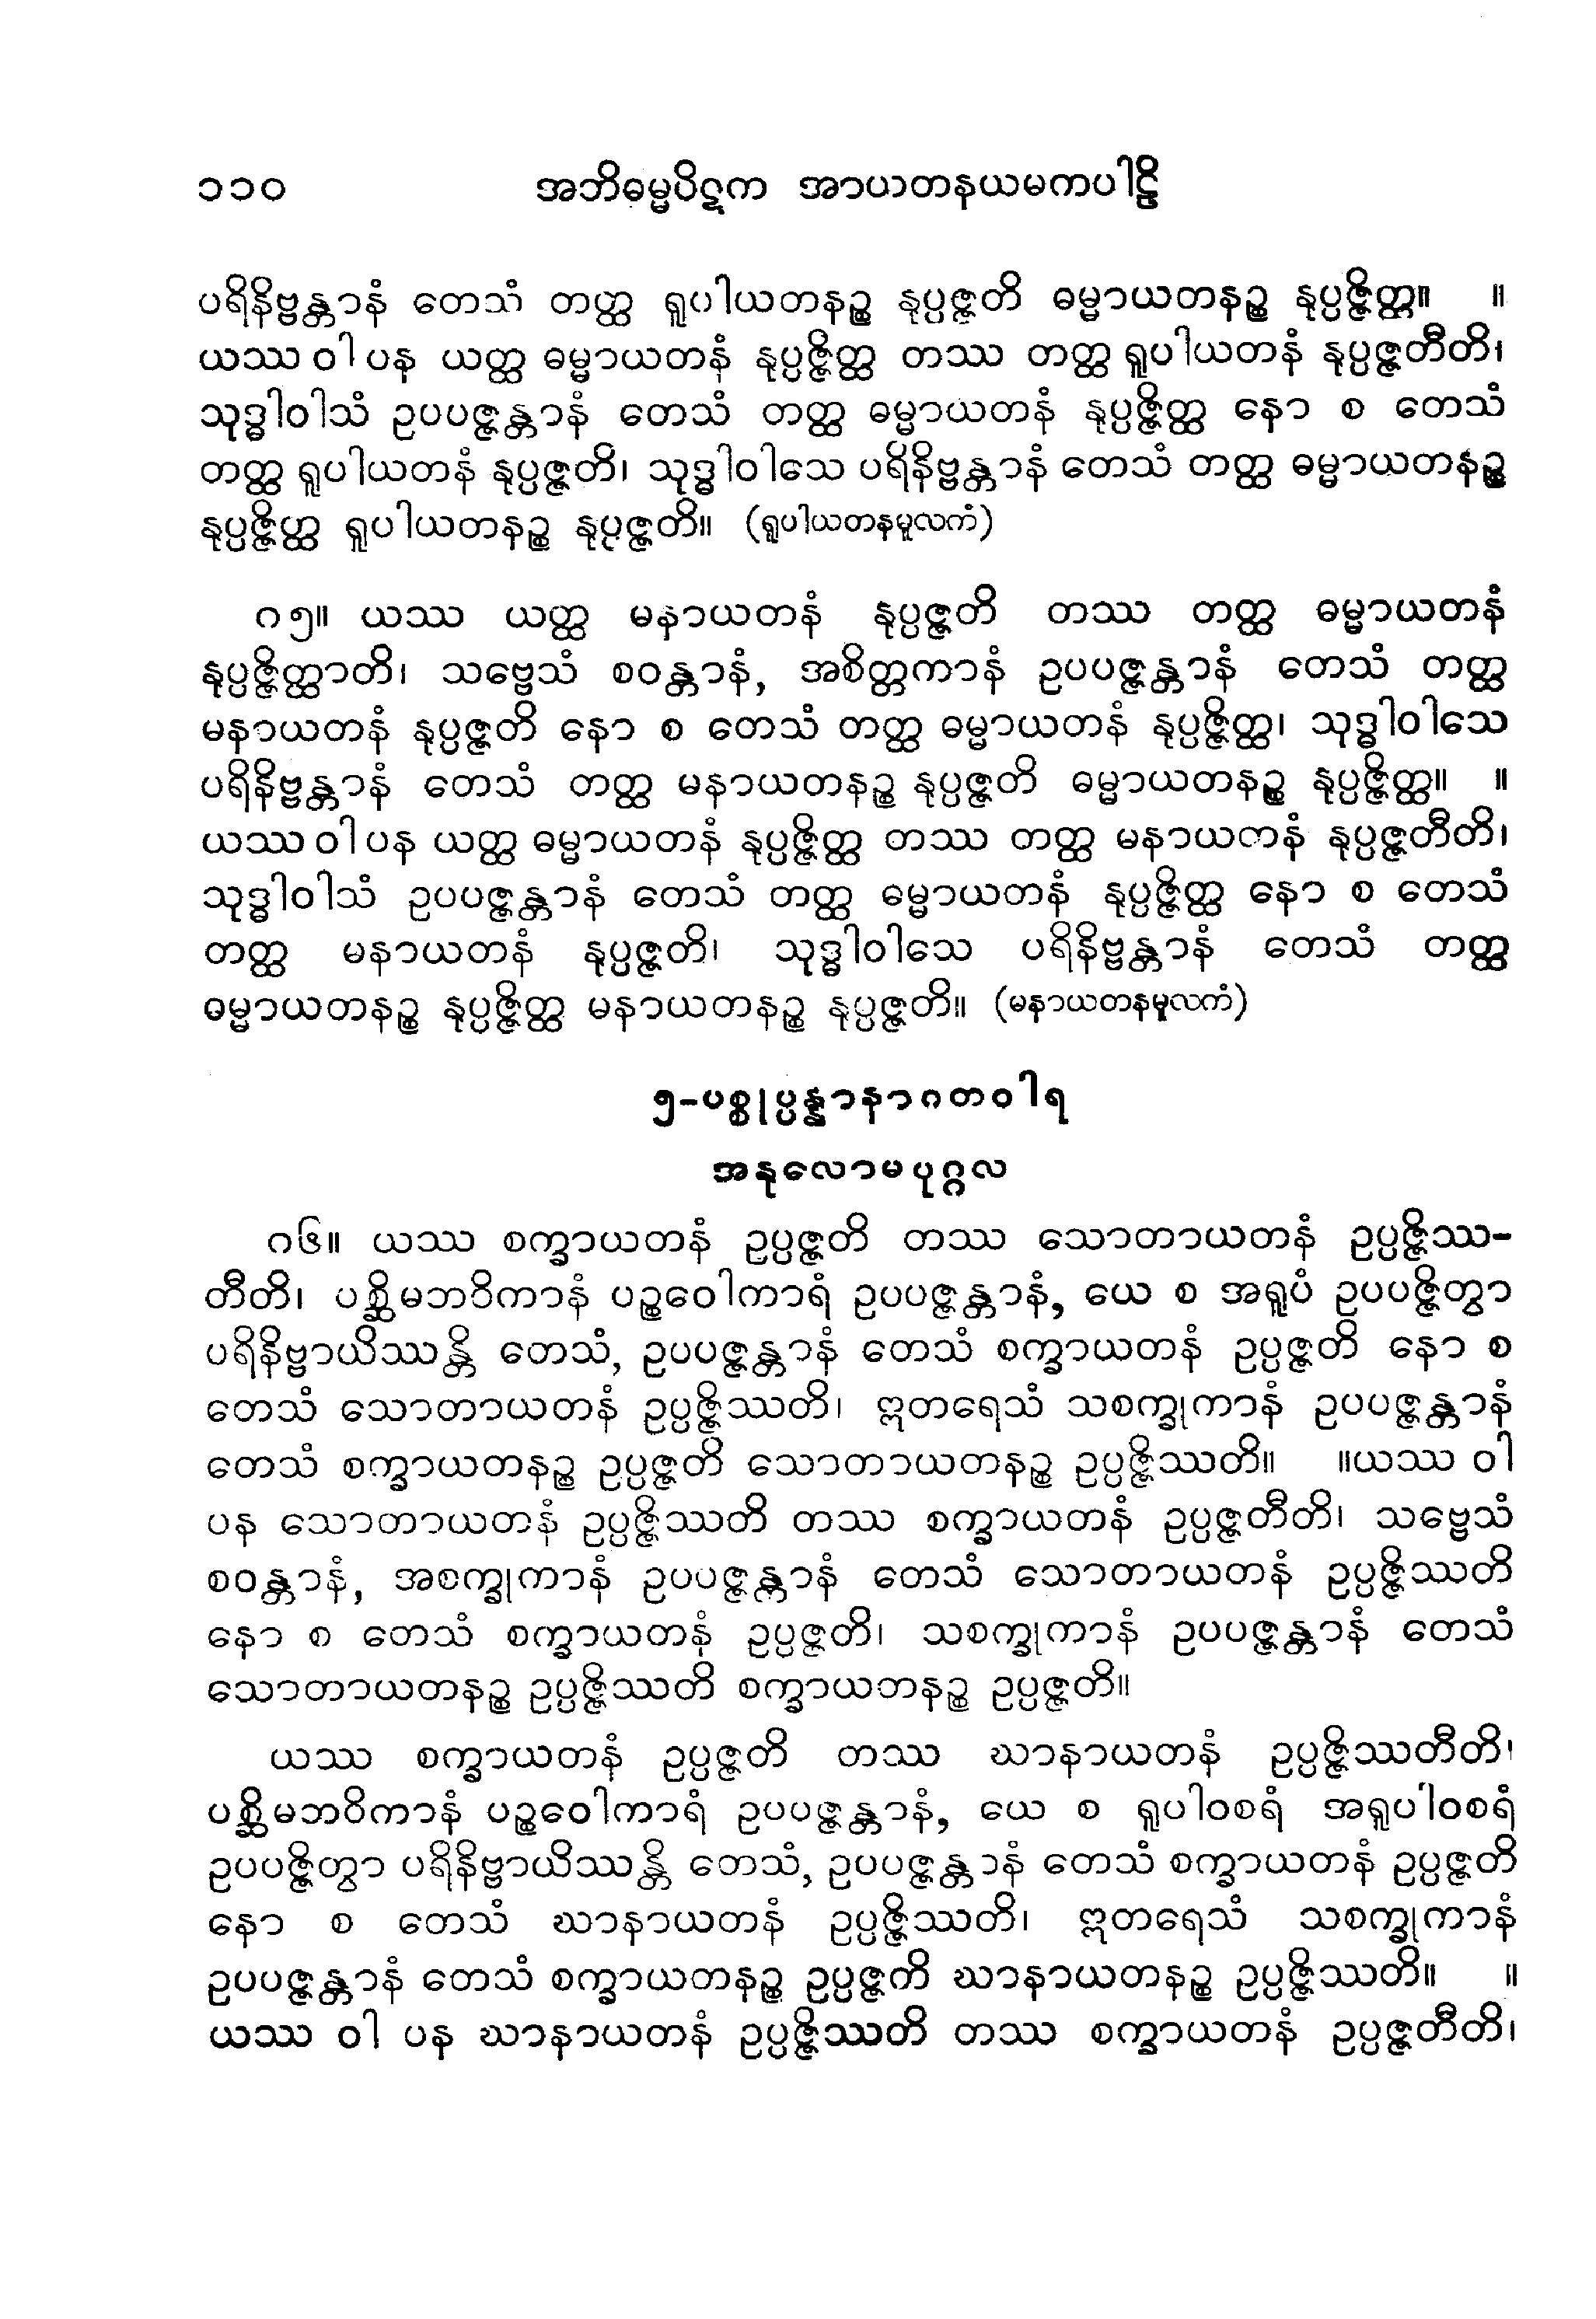 ၁၁၀ အဘိဓမ္မပိဋက အာယတနယမကပါဠိ
ပရိနိဗ္ဗန္တာနံ တေသံ တတ္ထ ရူပါယတနဉ္စ နုပ္ပဇ္ဇတိ ဓမ္မာယတနဉ္စ နုပ္ပဇ္ဇိတ္ထ။ ။
ယဿ ဝါ ပန ယတ္ထ ဓမ္မာယတနံ နုပ္ပဇ္ဇိတ္ထ တဿ တတ္ထ ရူပါယတနံ နုပ္ပဇ္ဇတီတိ၊
သုဒ္ဓါဝါသံ ဥပပဇ္ဇန္တာနံ တေသံ တတ္ထ ဓမ္မာယတနံ နုပ္ပဇ္ဇိတ္ထ နော စ တေသံ
တတ္ထ ရူပါယတနံ နုပ္ပဇ္ဇတိ၊ သုဒ္ဓါဝါသေ ပရိနိဗ္ဗန္တာနံ တေသံ တတ္ထ ဓမ္မာယတနဉ္စ
နုပ္ပဇ္ဇိတ္ထ ရူပါယတနဉ္စ နုပ္ပဇ္ဇတိ။ (ရူပါယတနမူလကံ)
ဂ၅။ ယဿ ယတ္ထ မနာယတနံ နုပ္ပဇ္ဇတိ တဿ တတ္ထ ဓမ္မာယတနံ
နုပ္ပဇ္ဇိတ္ထာတိ၊ သဗ္ဗေသံ စဝန္တာနံ, အစိတ္တကာနံ ဥပပဇ္ဇန္တာနံ တေသံ တတ္ထ
မနာယတနံ နုပ္ပဇ္ဇတိ နော စ တေသံ တတ္ထ ဓမ္မာယတနံ နုပ္ပဇ္ဇိတ္ထ၊ သုဒ္ဓါဝါသေ
ပရိနိဗ္ဗန္တာနံ တေသံ တတ္ထ မနာယတနဉ္စ နုပ္ပဇ္ဇတိ ဓမ္မာယတနဉ္စ နုပ္ပဇ္ဇိတ္ထ။ ။
ယဿ ဝါ ပန ယတ္ထ ဓမ္မာယတနံ နုပ္ပဇ္ဇိတ္ထ တဿ တတ္ထ မနာယတနံ နုပ္ပဇ္ဇတီတိ၊
သုဒ္ဓါဝါသံ ဥပပဇ္ဇန္တာနံ တေသံ တတ္ထ ဓမ္မာယတနံ နုပ္ပဇ္ဇိတ္ထ နော စ တေသံ
တတ္ထ မနာယတနံ နုပ္ပဇ္ဇတိ၊ သုဒ္ဓါဝါသေ ပရိနိဗ္ဗန္တာနံ တေသံ တတ္ထ
ဓမ္မာယတနဉ္စ နုပ္ပဇ္ဇိတ္ထ မနာယတနဉ္စ နုပ္ပဇ္ဇတိ။ (မနာယတနမူလကံ)
၅-ပစ္စုပ္ပန္နာနာဂတဝါရ
အနုလောမပုဂ္ဂလ
ဂ၆။ ယဿ စက္ခာယတနံ ဥပ္ပဇ္ဇတိ တဿ သောတာယတနံ ဥပ္ပဇ္ဇိဿ-
တီတိ၊ ပစ္ဆိမဘဝိကာနံ ပဉ္စဝေါကာရံ ဥပပဇ္ဇန္တာနံ, ယေ စ အရူပံ ဥပပဇ္ဇိတွာ
ပရိနိဗ္ဗာယိဿန္တိ တေသံ, ဥပပဇ္ဇန္တာနံ တေသံ စက္ခာယတနံ ဥပ္ပဇ္ဇတိ နော စ
တေသံ သောတာယတနံ ဥပ္ပဇ္ဇိဿတိ၊ ဣတရေသံ သစက္ခုကာနံ ဥပပဇ္ဇန္တာနံ
တေသံ စက္ခာယတနဉ္စ ဥပ္ပဇ္ဇတိ သောတာယတနဉ္စ ဥပ္ပဇ္ဇိဿတိ။ ။ယဿ ဝါ
ပန သောတာယတနံ ဥပ္ပဇ္ဇိဿတိ တဿ စက္ခာယတနံ ဥပ္ပဇ္ဇတီတိ၊ သဗ္ဗေသံ
စဝန္တာနံ, အစက္ခုကာနံ ဥပပဇ္ဇန္တာနံ တေသံ သောတာယတနံ ဥပ္ပဇ္ဇိဿတိ
နော စ တေသံ စက္ခာယတနံ ဥပ္ပဇ္ဇတိ၊ သစက္ခုကာနံ ဥပပဇ္ဇန္တာနံ တေသံ
သောတာယတနဉ္စ ဥပ္ပဇ္ဇိဿတိ စက္ခာယတနဉ္စ ဥပ္ပဇ္ဇတိ။
ယဿ စက္ခာယတနံ ဥပ္ပဇ္ဇတိ တဿ ဃာနာယတနံ ဥပ္ပဇ္ဇိဿတီတိ၊
ပစ္ဆိမဘဝိကာနံ ပဉ္စဝေါကာရံ ဥပပဇ္ဇန္တာနံ, ယေ စ ရူပါဝစရံ အရူပါဝစရံ
ဥပပဇ္ဇိတွာ ပရိနိဗ္ဗာယိဿန္တိ တေသံ, ဥပပဇ္ဇန္တာနံ တေသံ စက္ခာယတနံ ဥပ္ပဇ္ဇတိ
နော စ တေသံ ဃာနာယတနံ ဥပ္ပဇ္ဇိဿတိ၊ ဣတရေသံ သစက္ခုကာနံ
ဥပပဇ္ဇန္တာနံ တေသံ စက္ခာယတနဉ္စ ဥပ္ပဇ္ဇတိ ဃာနာယတနဉ္စ ဥပ္ပဇ္ဇိဿတိ။ ။
ယဿ ဝါ ပန ဃာနာယတနံ ဥပ္ပဇ္ဇိဿတိ တဿ စက္ခာယတနံ ဥပ္ပဇ္ဇတီတိ၊